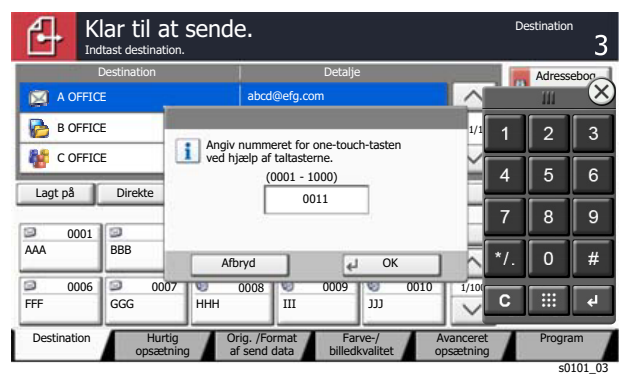 Klar til at sende.
Indtast destination.
Destination
3
Destination Detalje
Adressebog
A OFFICE abcd@efg.com
B OFFICE
C OFFICE
1/1
Angiv nummeret for one-touch-tasten
ved hjælp af taltasterne.
(0001 - 1000)
0011
Afbryd OK
Lagt på Direkte
0001
AAA BBB
0006 0007 0008 0009 0010
FFF GGG HHH III JJJ
1/100
1 2 3
4 5 6
7 8 9
*/. 0 #
C
Destination
Hurtig
opsætning
Orig. /Format
af send data
Farve-/
billedkvalitet
Avanceret
opsætning
Program
s0101_03